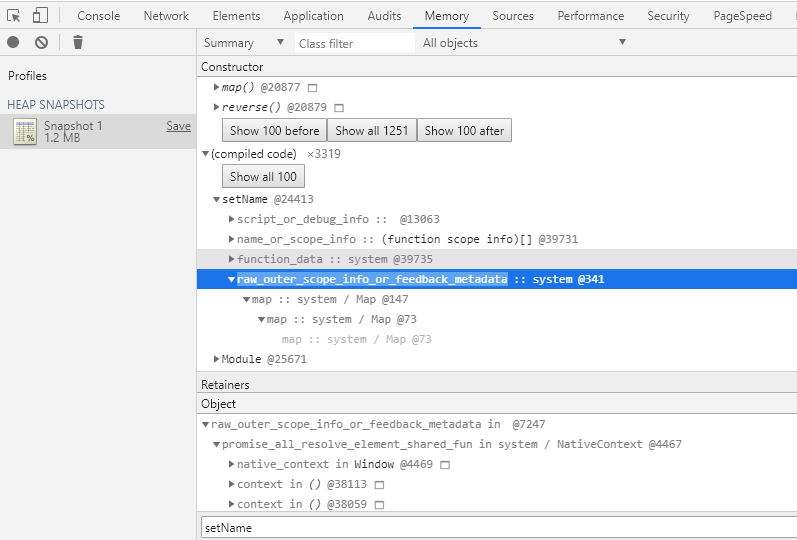 Console Network Elements Application Audits Memory Sources Performance Security PageSpeed
Summary ▼ Class filter All objects ▼
Profiles
HEAP SNAPSHOTS
Snapshot 1 Save
1.2 MB
Constructor
▶map() @20877
▶reverse() @20879
Show 100 before Show all 1251 Show 100 after
▼(compiled code) ×3319
Show all 100
▼setName @24413
▶script_or_debug_info :: @13063
▶name_or_scope_info :: (function scope info)[] @39731
▶function_data :: system @39735
▼raw_outer_scope_info_or_feedback_metadata :: system @341
▼map :: system / Map @147
▼map :: system / Map @73
map :: system / Map @73
▶Module @25671
Retainers
Object
▼raw_outer_scope_info_or_feedback_metadata in @7247
▼promise_all_resolve_element_shared_fun in system / NativeContext @4467
▶native_context in Window @4469
▶context in () @38113
▶context in () @38059
setName